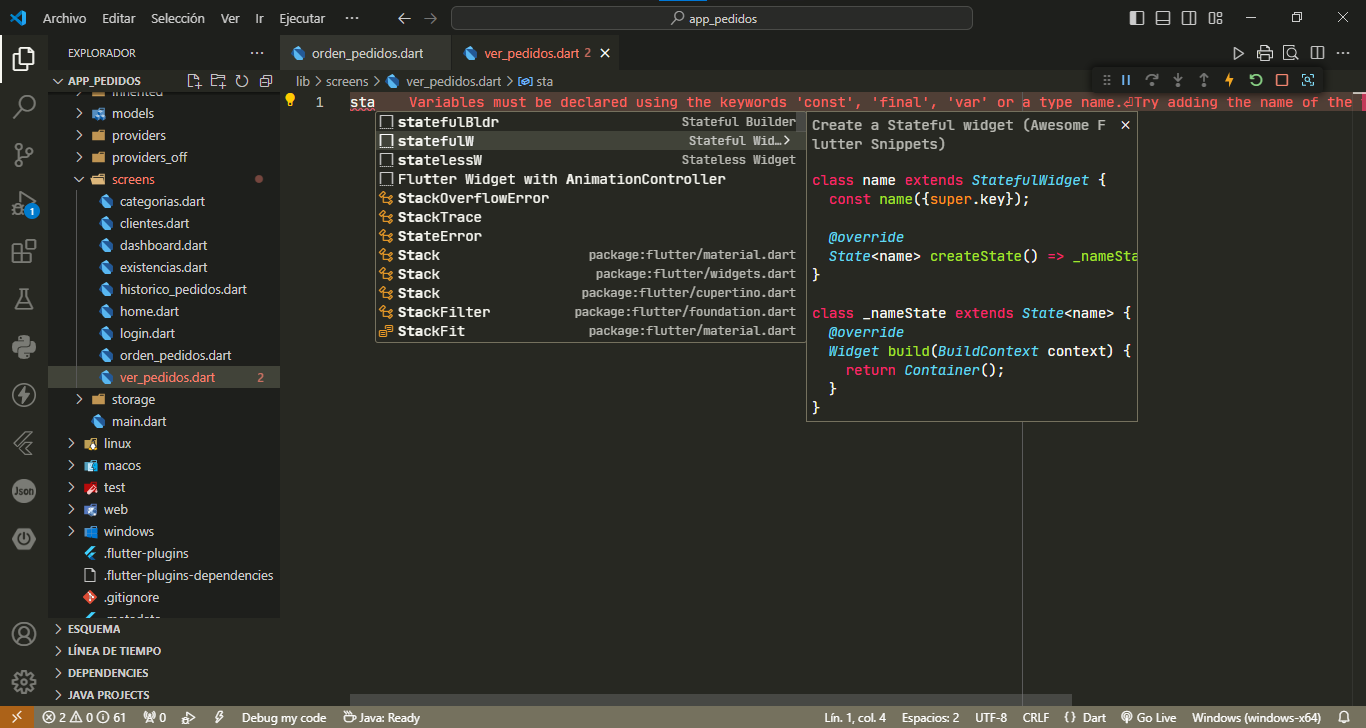 Archivo Editar Selección Ver Ir Ejecutar ··· app_pedidos
EXPLORADOR ···
orden_pedidos.dart
ver_pedidos.dart 2
APP_PEDIDOS
lib > screens > ver_pedidos.dart > sta
inherited
models
providers
providers_off
screens
categorias.dart
clientes.dart
dashboard.dart
existencias.dart
historico_pedidos.dart
home.dart
login.dart
orden_pedidos.dart
ver_pedidos.dart 2
storage
main.dart
linux
macos
test
web
windows
.flutter-plugins
.flutter-plugins-dependencies
.gitignore
.metadata
ESQUEMA
LÍNEA DE TIEMPO
DEPENDENCIES
JAVA PROJECTS
1
Json
1 sta Variables must be declared using the keywords 'const', 'final', 'var' or a type name.⏎Try adding the name of the
statefulBldr Stateful Builder
statefulW Stateful Wid…>
statelessW Stateless Widget
Flutter Widget with AnimationController
StackOverflowError
StackTrace
StateError
Stack package:flutter/material.dart
Stack package:flutter/widgets.dart
Stack package:flutter/cupertino.dart
StackFilter package:flutter/foundation.dart
StackFit package:flutter/material.dart
Create a Stateful widget (Awesome F
lutter Snippets)
class name extends StatefulWidget {
const name({super.key});
@override
State<name> createState() => _nameSta
}
class _nameState extends State<name> {
@override
Widget build(BuildContext context) {
return Container();
}
}
2 0 61 0 Debug my code Java: Ready Lín. 1, col. 4 Espacios: 2 UTF-8 CRLF {} Dart Go Live Windows (windows-x64)